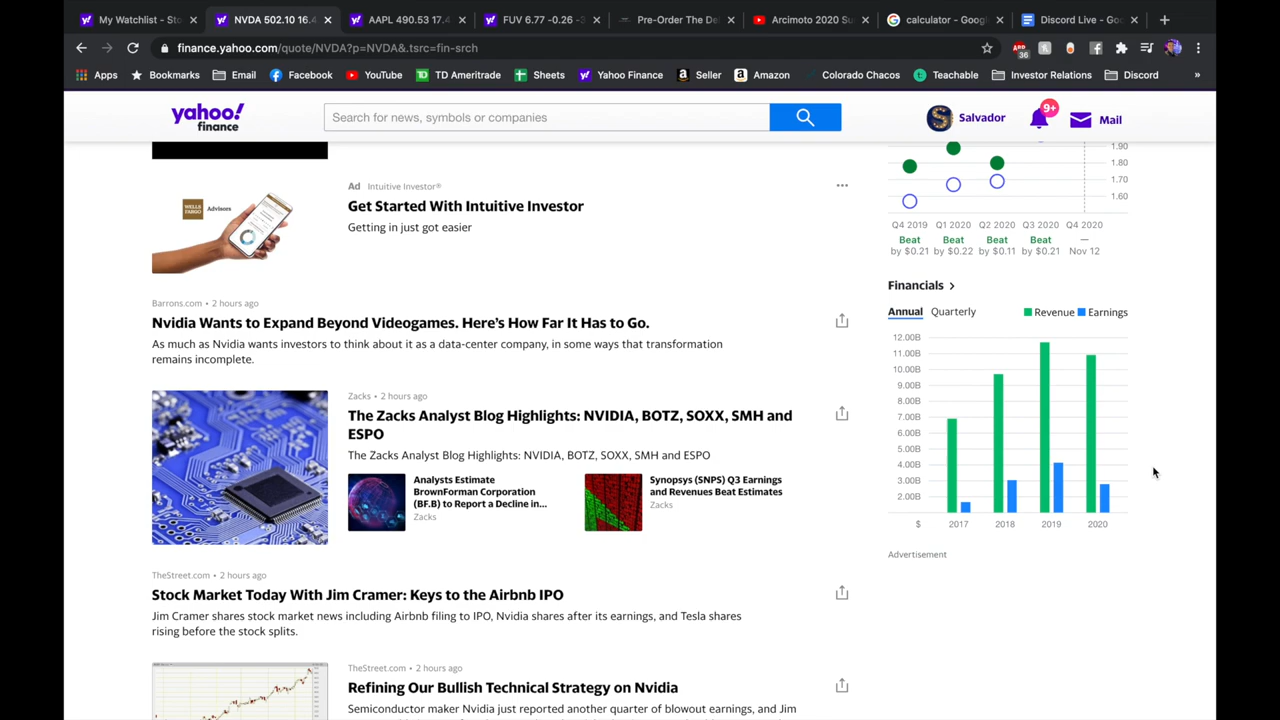 My Watchlist - Sto
NVDA 502.10 16.4
AAPL 490.53 17.4
FUV 6.77 -0.26 -3
Pre-Order The De
Arcimoto 2020 Su
calculator - Google
Discord Live - Goo
finance.yahoo.com/quote/NVDA?p=NVDA&.tsrc=fin-srch
36
Apps
Bookmarks
Email
Facebook
YouTube
TD Ameritrade
Sheets
Yahoo Finance
Seller
Amazon
Colorado Chacos
Teachable
Investor Relations
Discord
»
yahoo!
finance
Search for news, symbols or companies
Salvador
9+
Mail
WELLS FARGO
Advisors
Ad Intuitive Investor®
Get Started With Intuitive Investor
Getting in just got easier
Barrons.com • 2 hours ago
Nvidia Wants to Expand Beyond Videogames. Here's How Far It Has to Go.
As much as Nvidia wants investors to think about it as a data-center company, in some ways that transformation
remains incomplete.
Zacks • 2 hours ago
The Zacks Analyst Blog Highlights: NVIDIA, BOTZ, SOXX, SMH and
ESPO
The Zacks Analyst Blog Highlights: NVIDIA, BOTZ, SOXX, SMH and ESPO
Analysts Estimate
BrownForman Corporation
(BF.B) to Report a Decline in...
Zacks
Synopsys (SNPS) Q3 Earnings
and Revenues Beat Estimates
Zacks
TheStreet.com • 2 hours ago
Stock Market Today With Jim Cramer: Keys to the Airbnb IPO
Jim Cramer shares stock market news including Airbnb filing to IPO, Nvidia shares after its earnings, and Tesla shares
rising before the stock splits.
TheStreet.com • 2 hours ago
Refining Our Bullish Technical Strategy on Nvidia
Semiconductor maker Nvidia just reported another quarter of blowout earnings, and Jim
1.90
1.80
1.70
1.60
Q4 2019 Q1 2020 Q2 2020 Q3 2020 Q4 2020
Beat Beat Beat Beat —
by $0.21 by $0.22 by $0.11 by $0.21 Nov 12
Financials >
Annual Quarterly
Revenue Earnings
12.00B
11.00B
10.00B
9.00B
8.00B
7.00B
6.00B
5.00B
4.00B
3.00B
2.00B
$ 2017 2018 2019 2020
Advertisement